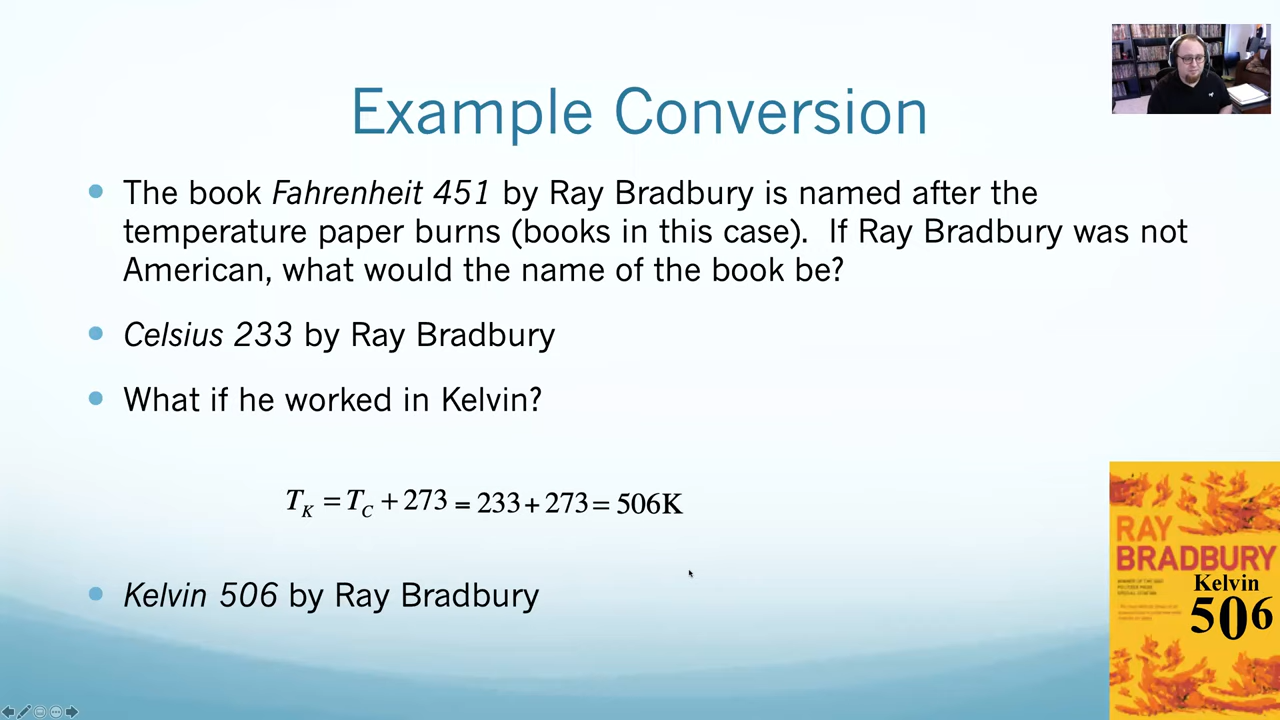 Example Conversion
• The book Fahrenheit 451 by Ray Bradbury is named after the
temperature paper burns (books in this case). If Ray Bradbury was not
American, what would the name of the book be?
• Celsius 233 by Ray Bradbury
• What if he worked in Kelvin?
T_K = T_C + 273 = 233 + 273 = 506K
• Kelvin 506 by Ray Bradbury
RAY
BRADBURY
Kelvin
506